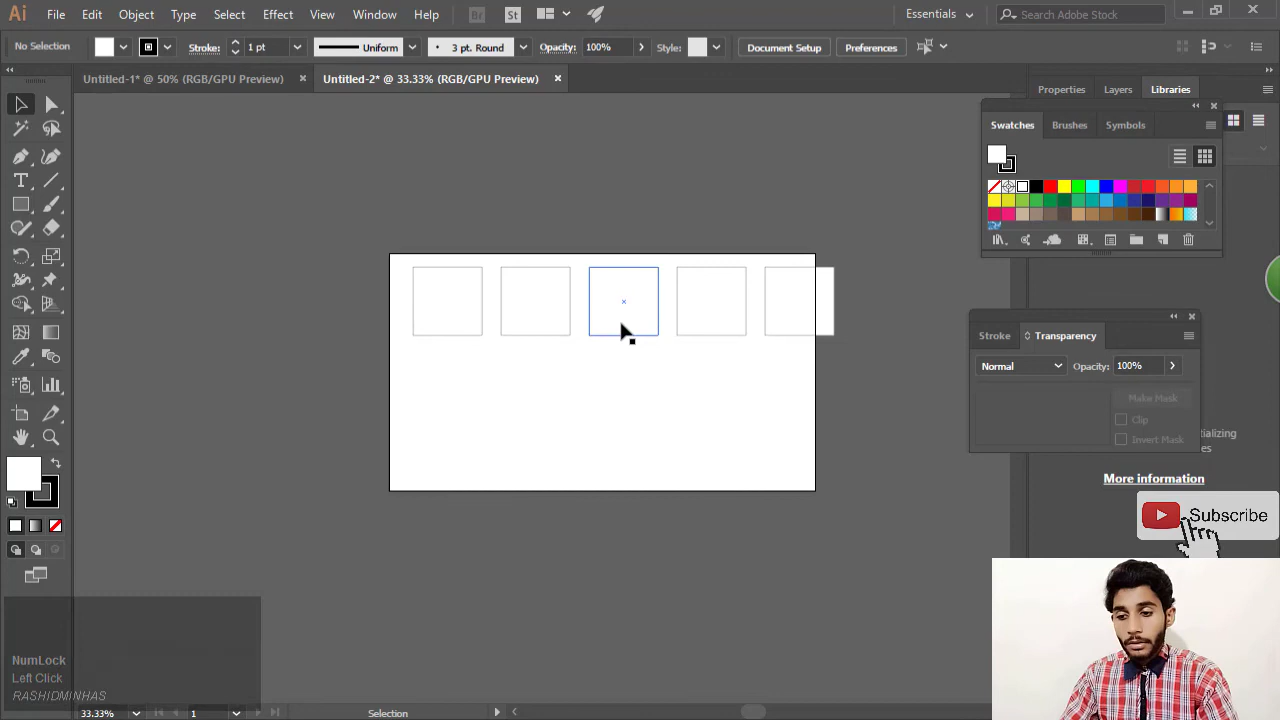 Ai File Edit Object Type Select Effect View Window Help Br St Essentials Search Adobe Stock
No Selection Stroke: 1 pt Uniform 3 pt. Round Opacity: 100% Style: Document Setup Preferences
Untitled-1* @ 50% (RGB/GPU Preview) Untitled-2* @ 33.33% (RGB/GPU Preview)
Properties Layers Libraries
Swatches Brushes Symbols
Stroke Transparency
Normal Opacity: 100%
Make Mask
Clip
Invert Mask
More information
Subscribe
NumLock
Left Click
RASHIDMINHAS
33.33% 1 Selection